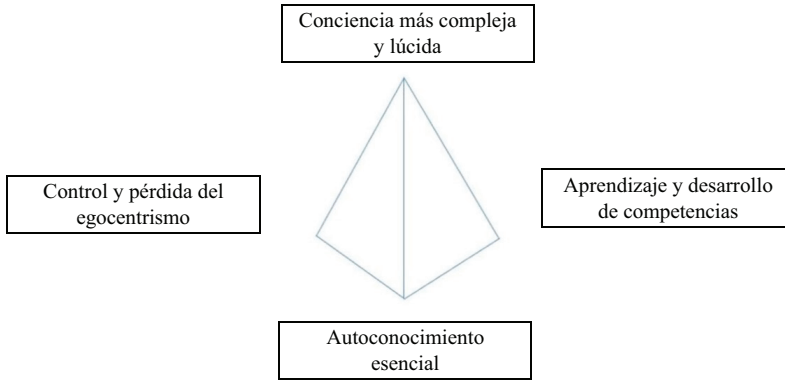 Conciencia más compleja
y lúcida
Control y pérdida del
egocentrismo
Aprendizaje y desarrollo
de competencias
Autoconocimiento
esencial